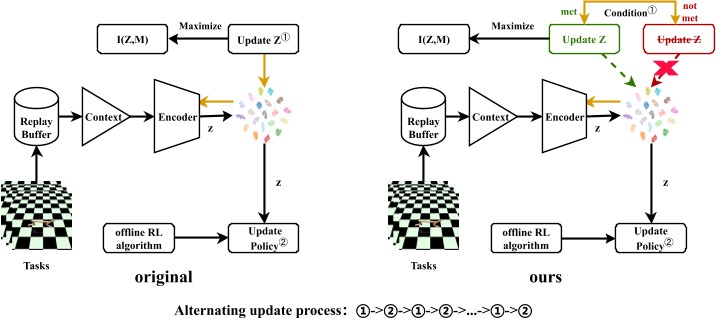 I(Z,M)
Maximize
Update Z①
Replay
Buffer
Context
Encoder
z
z
Tasks
offline RL
algorithm
Update
Policy②
original
met
Condition①
not
met
I(Z,M)
Maximize
Update Z
Update Z
Replay
Buffer
Context
Encoder
z
z
Tasks
offline RL
algorithm
Update
Policy②
ours
Alternating update process: ①->②->①->②->...->①->②